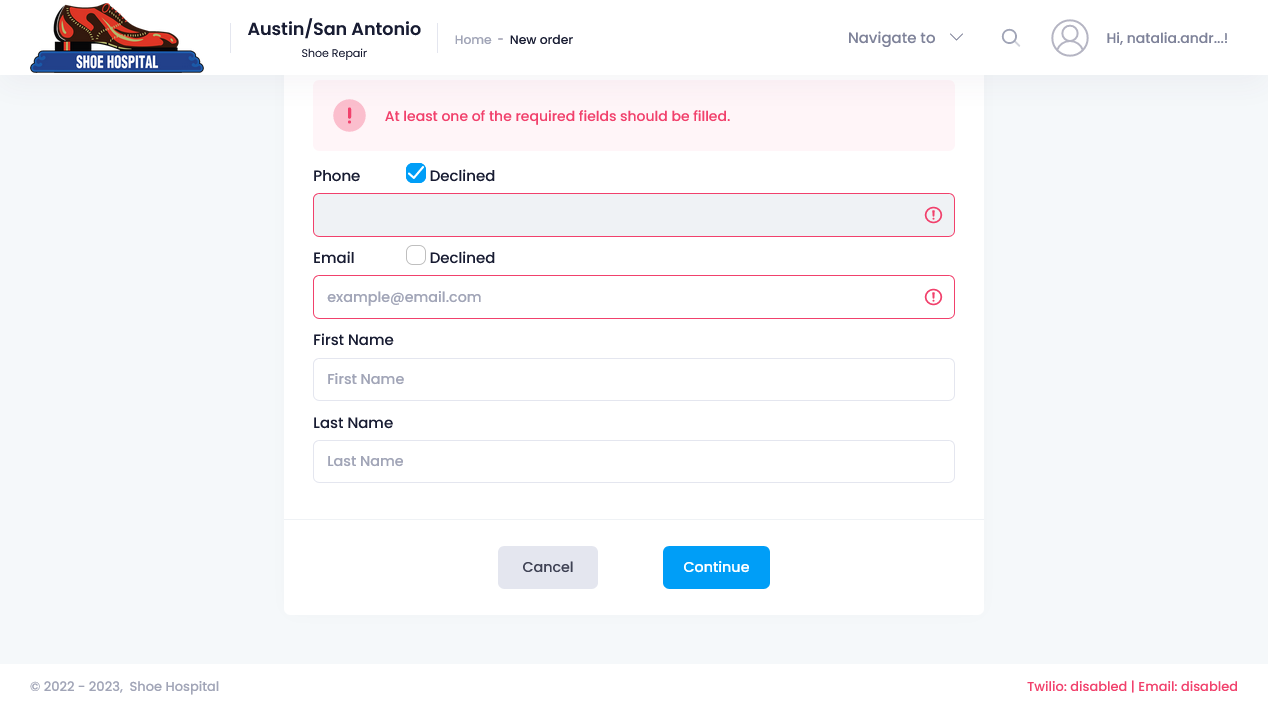 SHOE HOSPITAL
Austin/San Antonio
Shoe Repair
Home - New order
Navigate to
Hi, natalia.andr...!
At least one of the required fields should be filled.
Phone Declined
Email Declined
example@email.com
First Name
First Name
Last Name
Last Name
Cancel Continue
© 2022 - 2023, Shoe Hospital
Twilio: disabled | Email: disabled